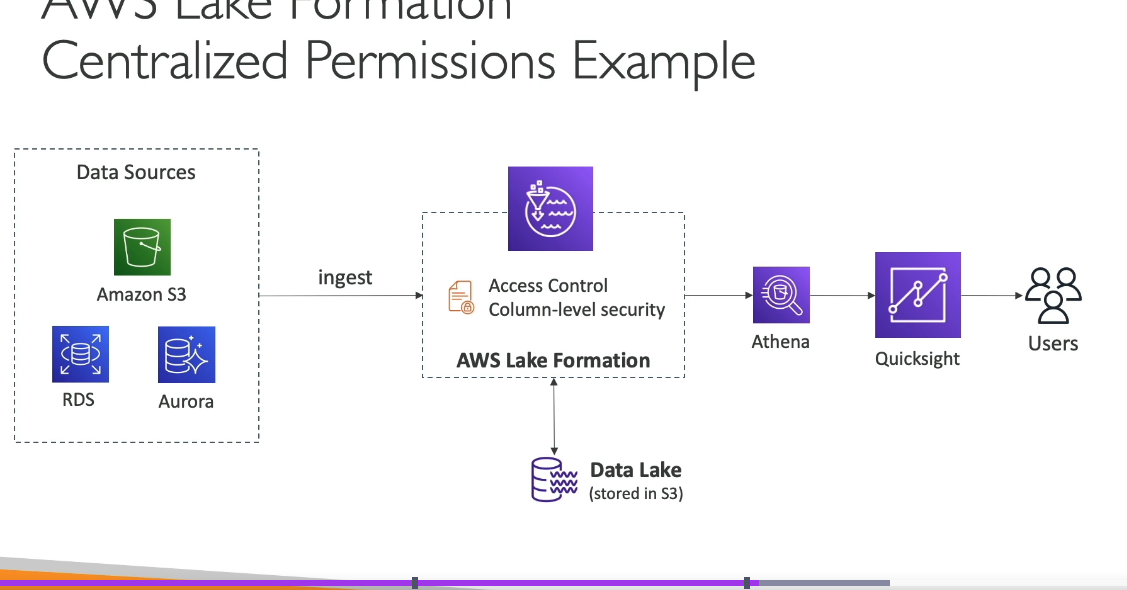 AWS Lake Formation
Centralized Permissions Example
Data Sources
Amazon S3
RDS
Aurora
ingest
Access Control
Column-level security
AWS Lake Formation
Data Lake
(stored in S3)
Athena
Quicksight
Users